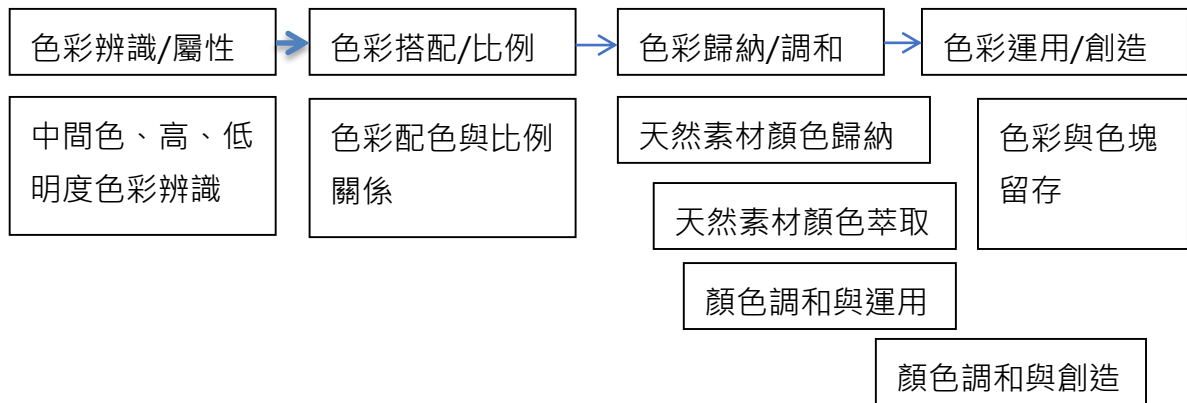 色彩辨識/屬性
色彩搭配/比例
色彩歸納/調和
色彩運用/創造
中間色、高、低
明度色彩辨識
色彩配色與比例
關係
天然素材顏色歸納
色彩與色塊
留存
天然素材顏色萃取
顏色調和與運用
顏色調和與創造